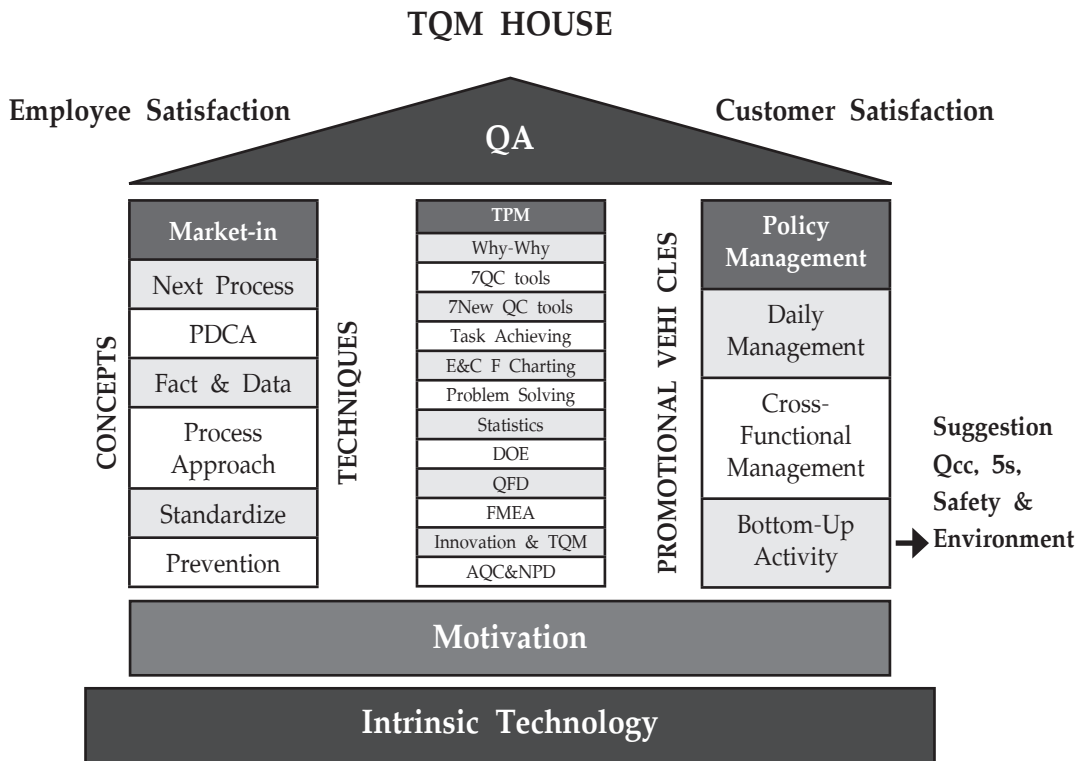 TQM HOUSE
Employee Satisfaction
Customer Satisfaction
QA
CONCEPTS
Market-in
Next Process
PDCA
Fact & Data
Process
Approach
Standardize
Prevention
TECHNIQUES
TPM
Why-Why
7QC tools
7New QC tools
Task Achieving
E&C F Charting
Problem Solving
Statistics
DOE
QFD
FMEA
Innovation & TQM
AQC&NPD
PROMOTIONAL VEHI CLES
Policy
Management
Daily
Management
Cross-
Functional
Management
Bottom-Up
Activity
Suggestion
Qcc, 5s,
Safety &
Environment
Motivation
Intrinsic Technology